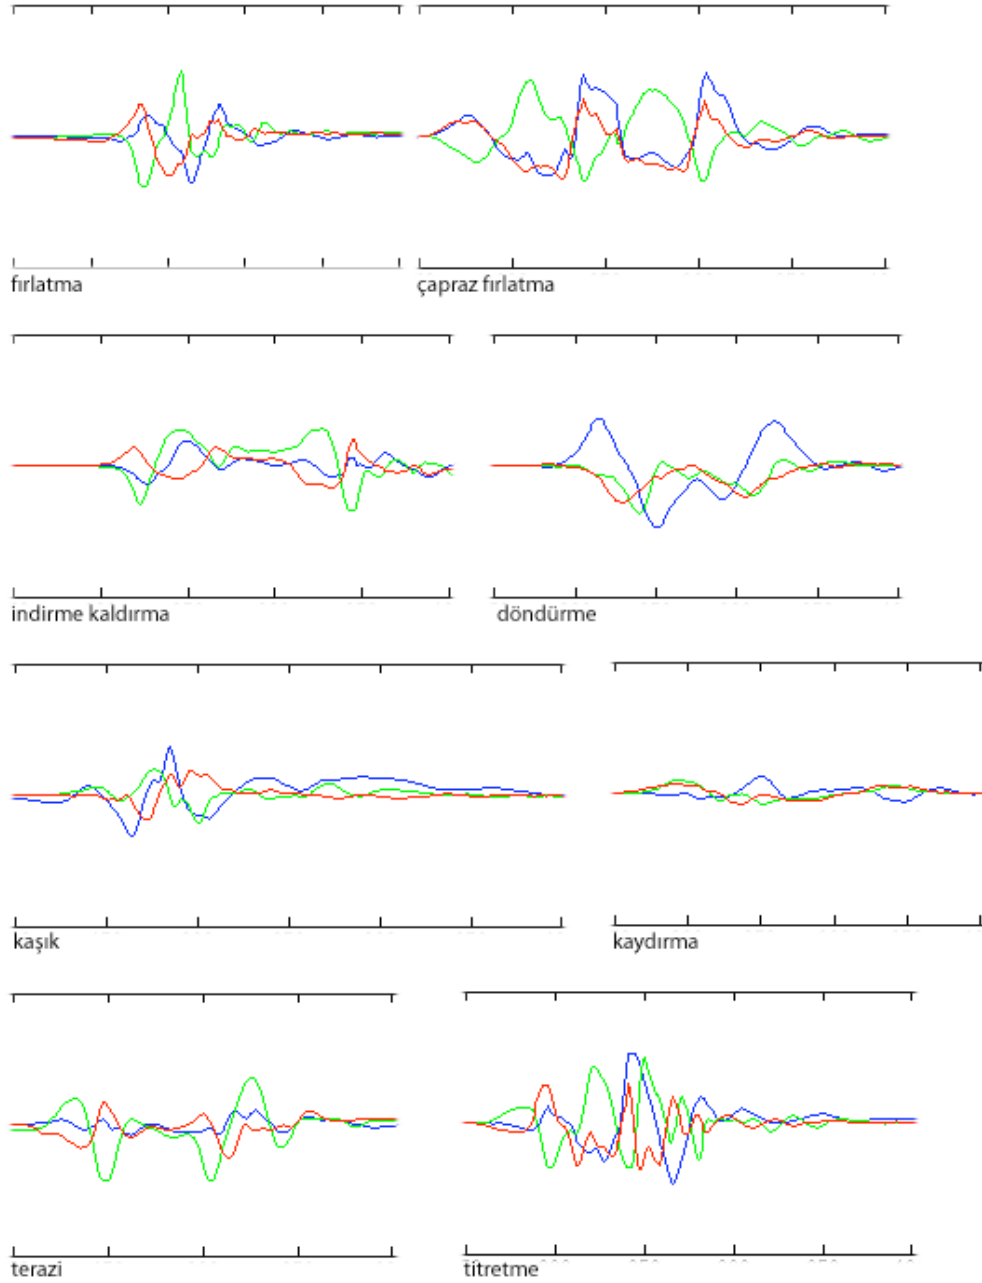 fırlatma
çapraz fırlatma
indirme kaldırma
döndürme
kaşık
kaydırma
terazi
titretme